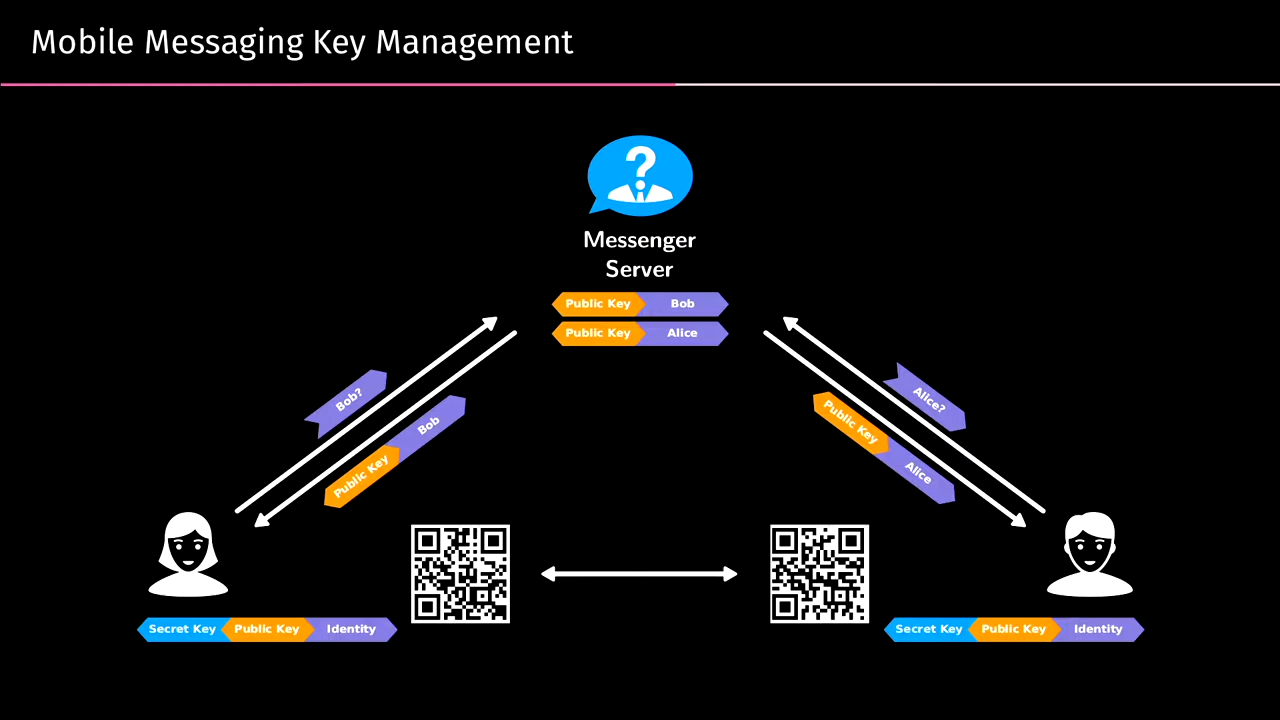 Mobile Messaging Key Management
?
Messenger
Server
Public Key Bob
Public Key Alice
Bob?
Public Key Bob
Alice?
Public Key Alice
Secret Key Public Key Identity
Secret Key Public Key Identity